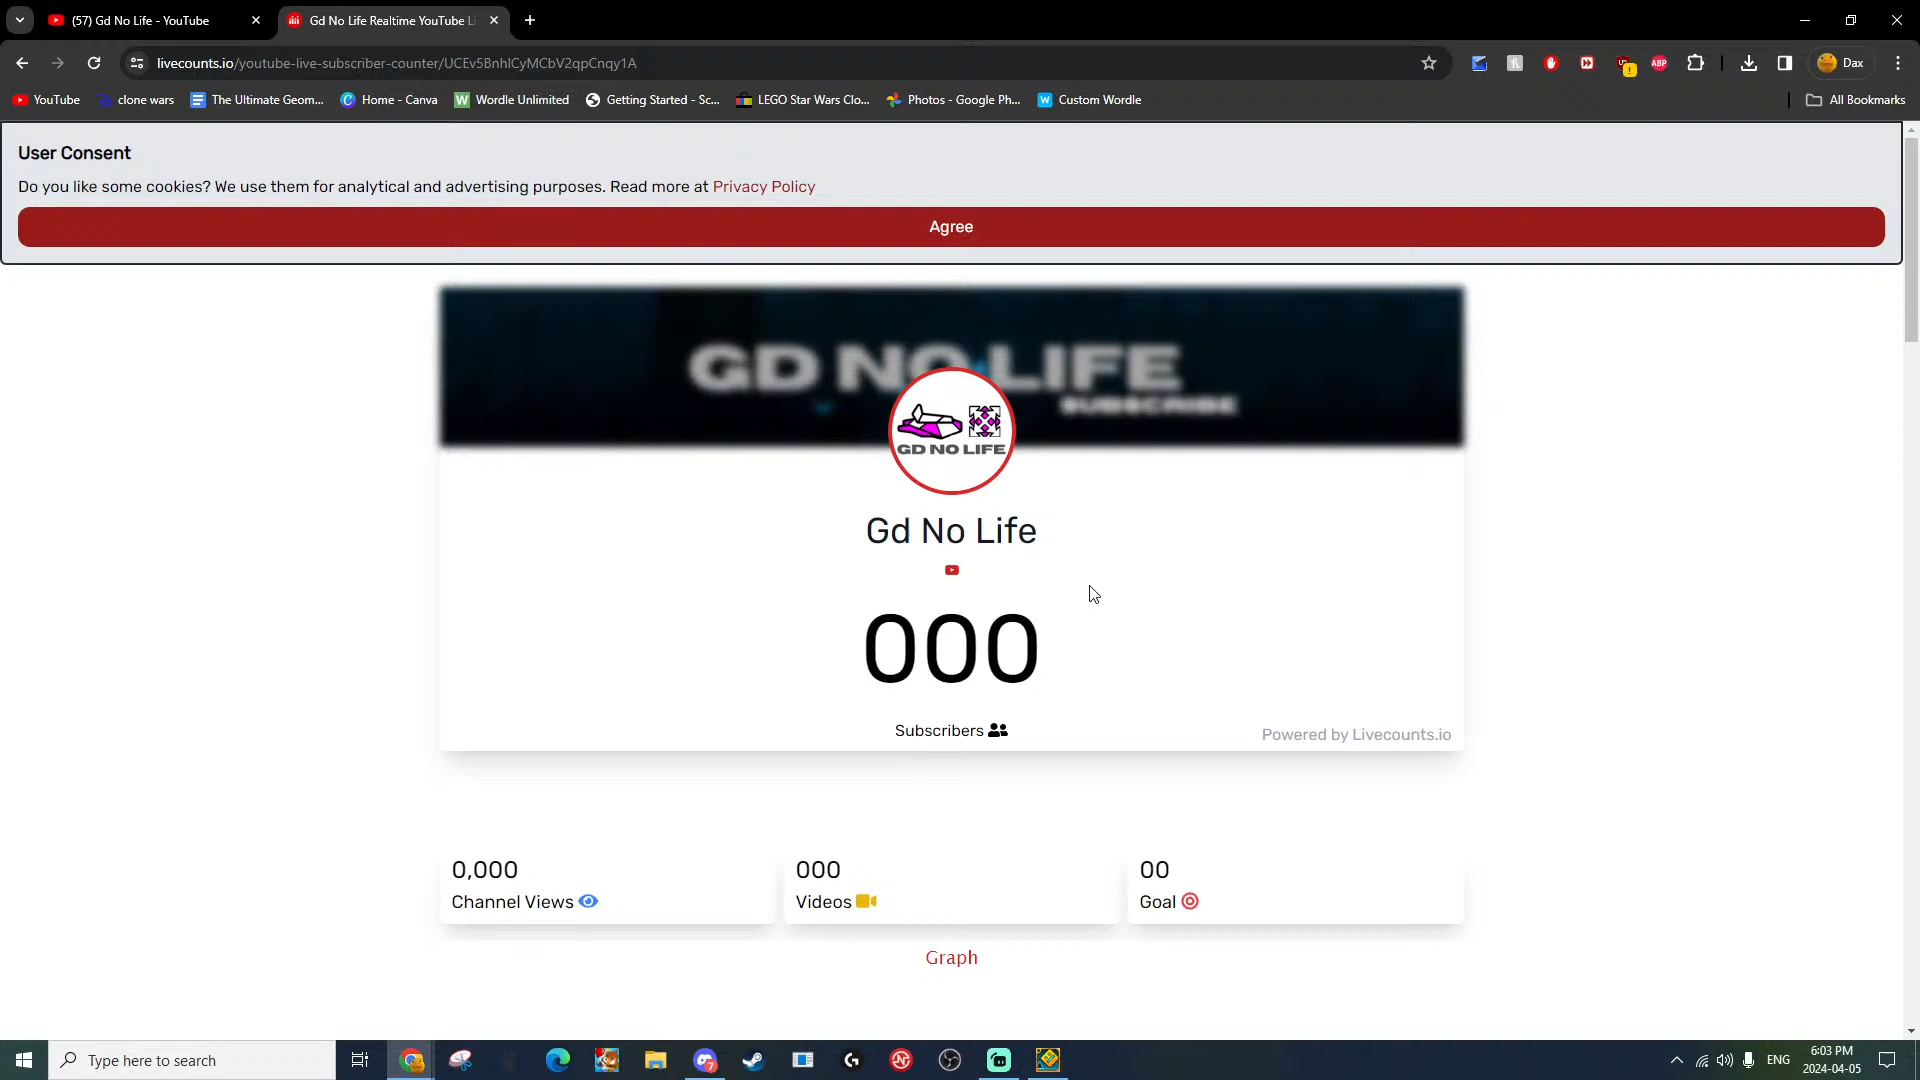 (57) Gd No Life - YouTube
Gd No Life Realtime YouTube Li
livecounts.io/youtube-live-subscriber-counter/UCEv5BnhlCyMCbV2qpCnqy1A
ABP
Dax
YouTube
clone wars
The Ultimate Geom...
Home - Canva
Wordle Unlimited
Getting Started - Sc...
LEGO Star Wars Clo...
Photos - Google Ph...
Custom Wordle
All Bookmarks
User Consent
Do you like some cookies? We use them for analytical and advertising purposes. Read more at Privacy Policy
Agree
GD NO LIFE
SUBSCRIBE
GD NO LIFE
Gd No Life
000
Subscribers
Powered by Livecounts.io
0,000
Channel Views
000
Videos
00
Goal
Graph
Type here to search
7
ENG
6:03 PM
2024-04-05